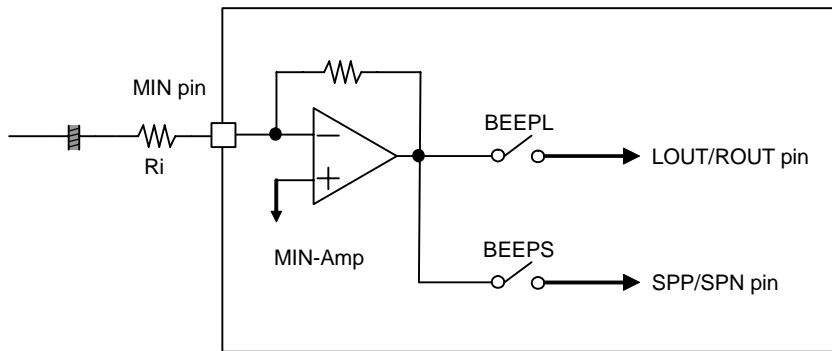 MIN pin
Ri
BEEPL
LOUT/ROUT pin
−
+
MIN-Amp
BEEPS
SPP/SPN pin